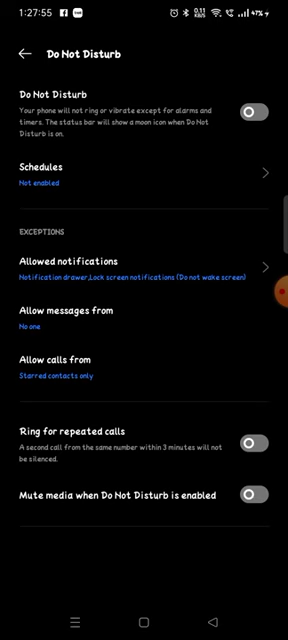 1:27:55
0.11
KB/S
47%
Do Not Disturb
Do Not Disturb
Your phone will not ring or vibrate except for alarms and
timers. The status bar will show a moon icon when Do Not
Disturb is on.
Schedules
Not enabled
EXCEPTIONS
Allowed notifications
Notification drawer,Lock screen notifications (Do not wake screen)
Allow messages from
No one
Allow calls from
Starred contacts only
Ring for repeated calls
A second call from the same number within 3 minutes will not
be silenced.
Mute media when Do Not Disturb is enabled